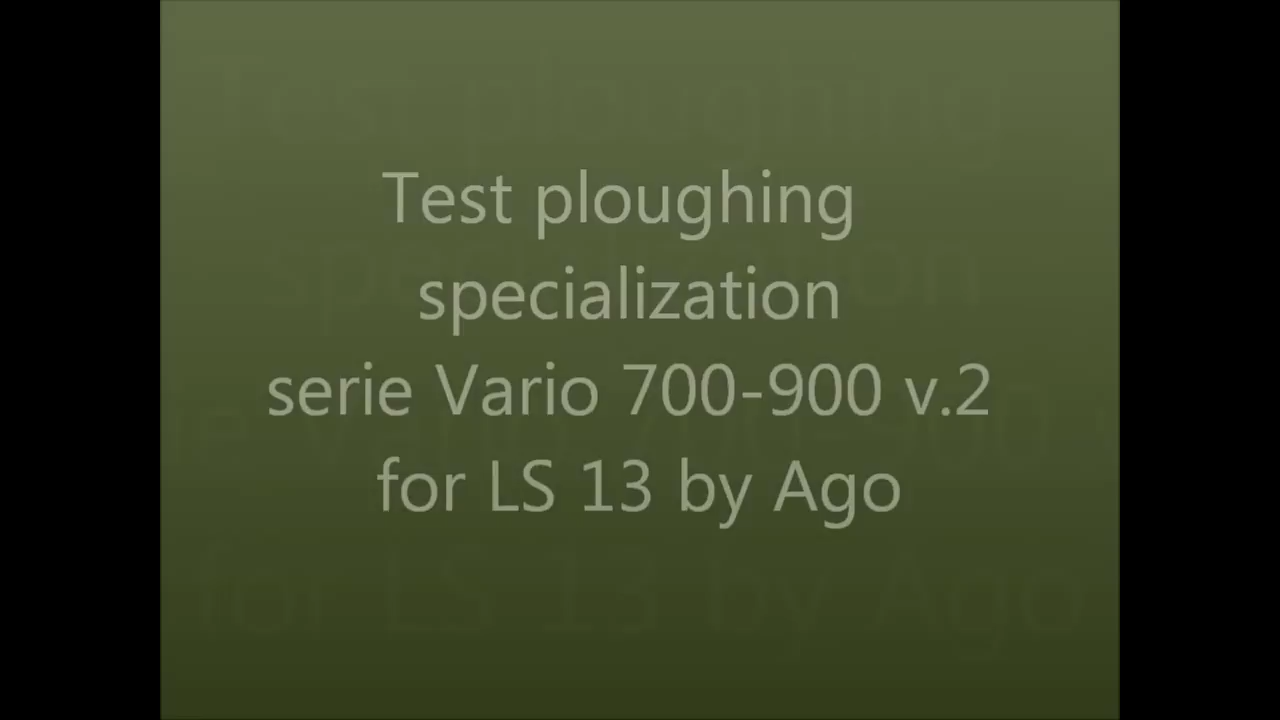 Test ploughing
specialization
serie Vario 700-900 v.2
for LS 13 by Ago